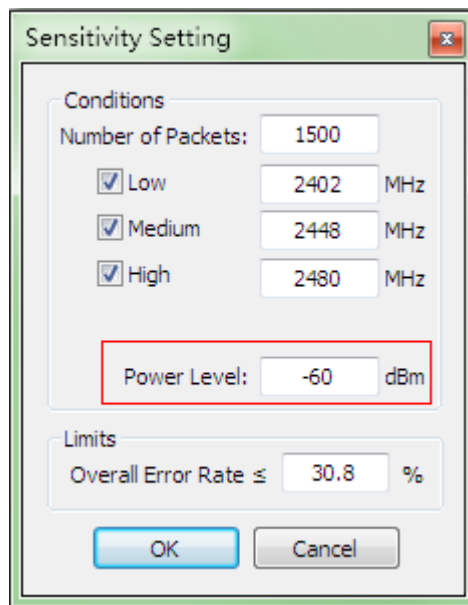 Sensitivity Setting
Conditions
Number of Packets: 1500
Low 2402 MHz
Medium 2448 MHz
High 2480 MHz
Power Level: -60 dBm
Limits
Overall Error Rate ≤ 30.8 %
OK Cancel